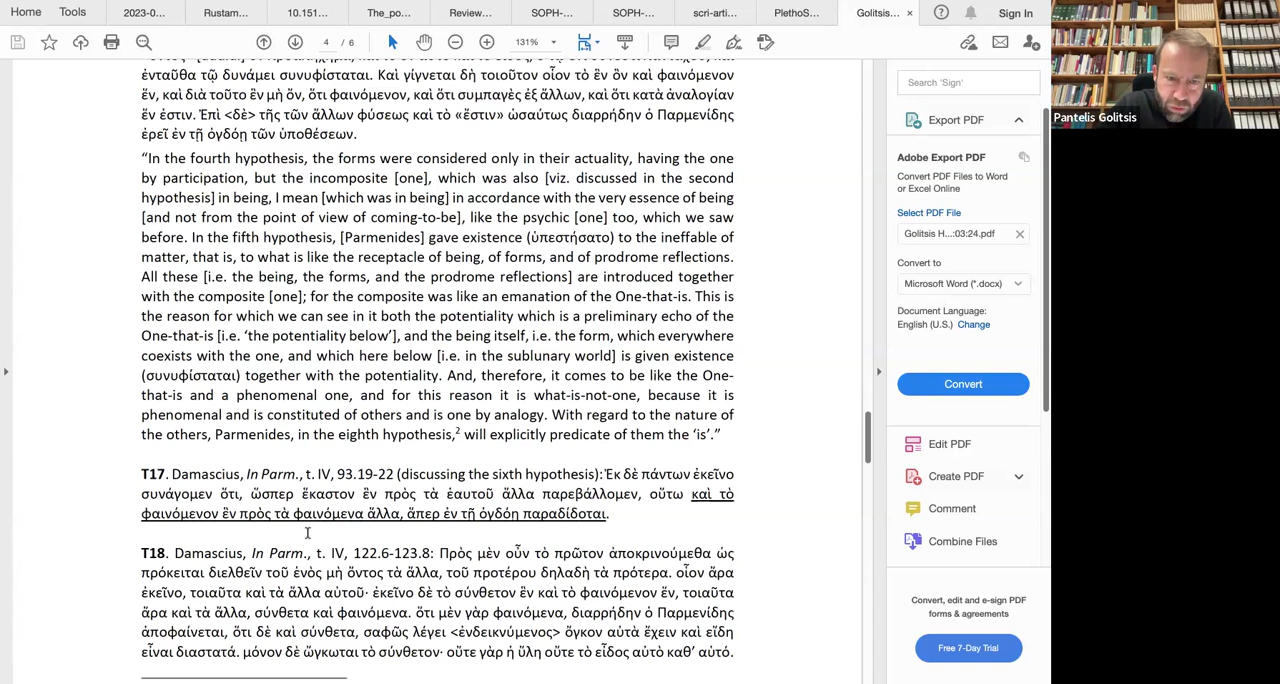 Home Tools 2023-0... Rustam... 10.151... The_po... Review... SOPH-... SOPH-... scri-artic... PlethoS... Golitsis... × Sign In
4 / 6 131%
ἐνταῦθα τῷ δυνάμει συνυφίσταται. Καὶ γίγνεται δὴ τοιοῦτον οἷον τὸ ἓν ὂν καὶ φαινόμενον
ἕν, καὶ διὰ τοῦτο ἓν μὴ ὄν, ὅτι φαινόμενον, καὶ ὅτι συμπαγὲς ἐξ ἄλλων, καὶ ὅτι κατὰ ἀναλογίαν
ἕν ἐστιν. Ἐπὶ <δὲ> τῆς τῶν ἄλλων φύσεως καὶ τὸ «ἔστιν» ὡσαύτως διαρρήδην ὁ Παρμενίδης
ἐρεῖ ἐν τῇ ὀγδόῃ τῶν ὑποθέσεων.
“In the fourth hypothesis, the forms were considered only in their actuality, having the one
by participation, but the incomposite [one], which was also [viz. discussed in the second
hypothesis] in being, I mean [which was in being] in accordance with the very essence of being
[and not from the point of view of coming-to-be], like the psychic [one] too, which we saw
before. In the fifth hypothesis, [Parmenides] gave existence (ὑπεστήσατο) to the ineffable of
matter, that is, to what is like the receptacle of being, of forms, and of prodrome reflections.
All these [i.e. the being, the forms, and the prodrome reflections] are introduced together
with the composite [one]; for the composite was like an emanation of the One-that-is. This is
the reason for which we can see in it both the potentiality which is a preliminary echo of the
One-that-is [i.e. ‘the potentiality below’], and the being itself, i.e. the form, which everywhere
coexists with the one, and which here below [i.e. in the sublunary world] is given existence
(συνυφίσταται) together with the potentiality. And, therefore, it comes to be like the One-
that-is and a phenomenal one, and for this reason it is what-is-not-one, because it is
phenomenal and is constituted of others and is one by analogy. With regard to the nature of
the others, Parmenides, in the eighth hypothesis,² will explicitly predicate of them the ‘is’.”
T17. Damascius, In Parm., t. IV, 93.19-22 (discussing the sixth hypothesis): Ἐκ δὲ πάντων ἐκεῖνο
συνάγομεν ὅτι, ὥσπερ ἕκαστον ἓν πρὸς τὰ ἑαυτοῦ ἄλλα παρεβάλλομεν, οὕτω καὶ τὸ
φαινόμενον ἓν πρὸς τὰ φαινόμενα ἄλλα, ἅπερ ἐν τῇ ὀγδόῃ παραδίδοται.
T18. Damascius, In Parm., t. IV, 122.6-123.8: Πρὸς μὲν οὖν τὸ πρῶτον ἀποκρινούμεθα ὡς
πρόκειται διελθεῖν τοῦ ἑνὸς μὴ ὄντος τὰ ἄλλα, τοῦ προτέρου δηλαδὴ τὰ πρότερα. οἷον ἄρα
ἐκεῖνο, τοιαῦτα καὶ τὰ ἄλλα αὐτοῦ· ἐκεῖνο δὲ τὸ σύνθετον ἓν καὶ τὸ φαινόμενον ἕν, τοιαῦτα
ἄρα καὶ τὰ ἄλλα, σύνθετα καὶ φαινόμενα. ὅτι μὲν γὰρ φαινόμενα, διαρρήδην ὁ Παρμενίδης
ἀποφαίνεται, ὅτι δὲ καὶ σύνθετα, σαφῶς λέγει <ἐνδεικνύμενος> ὄγκον αὐτὰ ἔχειν καὶ εἴδη
εἶναι διαστατά. μόνον δὲ ὤγκωται τὸ σύνθετον· οὔτε γὰρ ἡ ὕλη οὔτε τὸ εἶδος αὐτὸ καθ’ αὑτό.
Search 'Sign'
Export PDF
Adobe Export PDF
Convert PDF Files to Word
or Excel Online
Select PDF File
Golitsis H...:03:24.pdf ×
Convert to
Microsoft Word (*.docx)
Document Language:
English (U.S.) Change
Convert
Edit PDF
Create PDF
Comment
Combine Files
Create, edit and e-sign PDF
forms & agreements
Free 7-Day Trial
Pantelis Golitsis